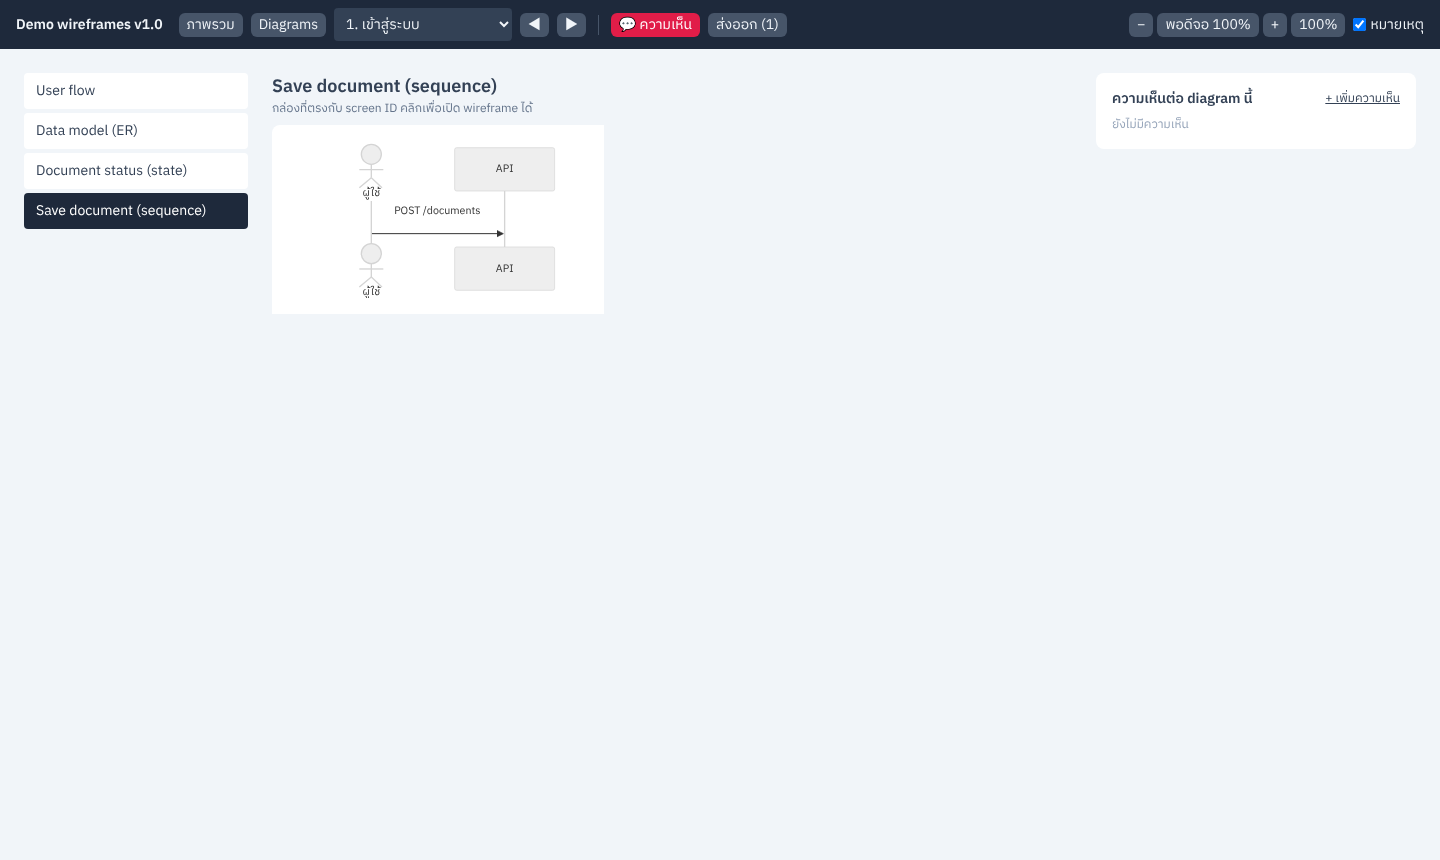 Demo wireframes v1.0
ภาพรวม
Diagrams
1. เข้าสู่ระบบ
◀
▶
💬 ความเห็น
ส่งออก (1)
−
พอดีจอ 100%
+
100%
หมายเหตุ
User flow
Data model (ER)
Document status (state)
Save document (sequence)
Save document (sequence)
กล่องที่ตรงกับ screen ID คลิกเพื่อเปิด wireframe ได้
ผู้ใช้
API
POST /documents
ผู้ใช้
API
ความเห็นต่อ diagram นี้
+ เพิ่มความเห็น
ยังไม่มีความเห็น